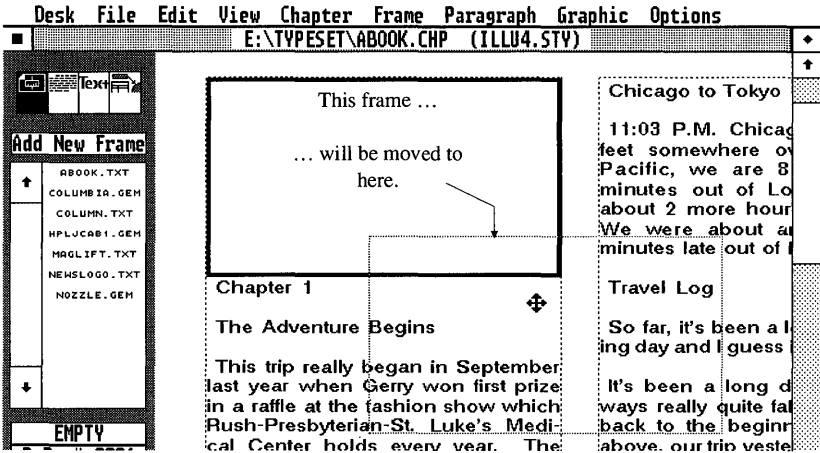 Desk File Edit View Chapter Frame Paragraph Graphic Options
E:\TYPESET\ABOOK.CHP (ILLU4.STY)
Text
Add New Frame
ABOOK.TXT
COLUMBIA.GEM
COLUMN.TXT
HPLJCAB1.GEM
MAGLIFT.TXT
NEWSLOGO.TXT
NOZZLE.GEM
EMPTY
This frame …
… will be moved to
here.
Chapter 1
The Adventure Begins
This trip really began in September
last year when Gerry won first prize
in a raffle at the fashion show which
Rush-Presbyterian-St. Luke's Medi-
cal Center holds every year. The
Chicago to Tokyo
11:03 P.M. Chicag
feet somewhere ov
Pacific, we are 8
minutes out of Lo
about 2 more hour
We were about a
minutes late out of
Travel Log
So far, it's been a l
ing day and I guess
It's been a long d
ways really quite fal
back to the beginn
above, our trip yeste